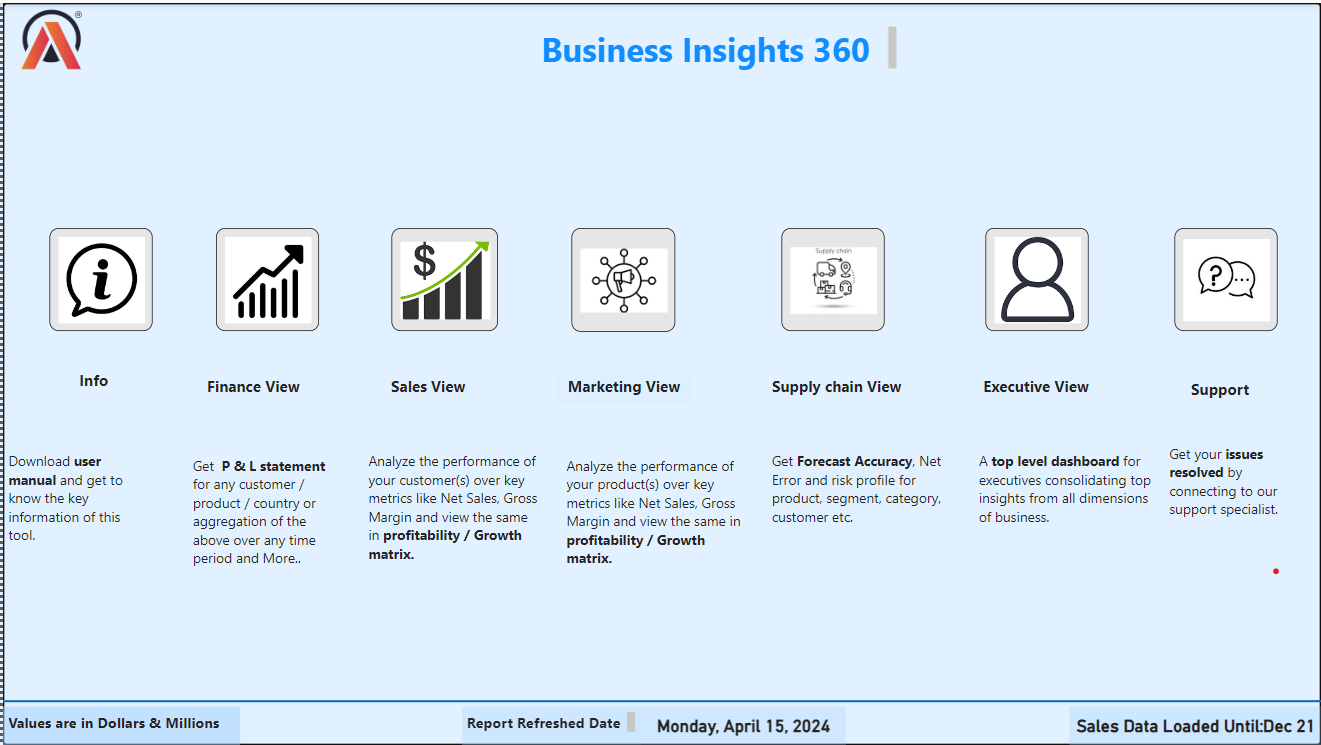 ®
Business Insights 360
Supply chain
Info
Finance View
Sales View
Marketing View
Supply chain View
Executive View
Support
Download user
manual and get to
know the key
information of this
tool.
Get P & L statement
for any customer /
product / country or
aggregation of the
above over any time
period and More..
Analyze the performance of
your customer(s) over key
metrics like Net Sales, Gross
Margin and view the same
in profitability / Growth
matrix.
Analyze the performance of
your product(s) over key
metrics like Net Sales, Gross
Margin and view the same in
profitability / Growth
matrix.
Get Forecast Accuracy, Net
Error and risk profile for
product, segment, category,
customer etc.
A top level dashboard for
executives consolidating top
insights from all dimensions
of business.
Get your issues
resolved by
connecting to our
support specialist.
Values are in Dollars & Millions
Report Refreshed Date
Monday, April 15, 2024
Sales Data Loaded Until:Dec 21